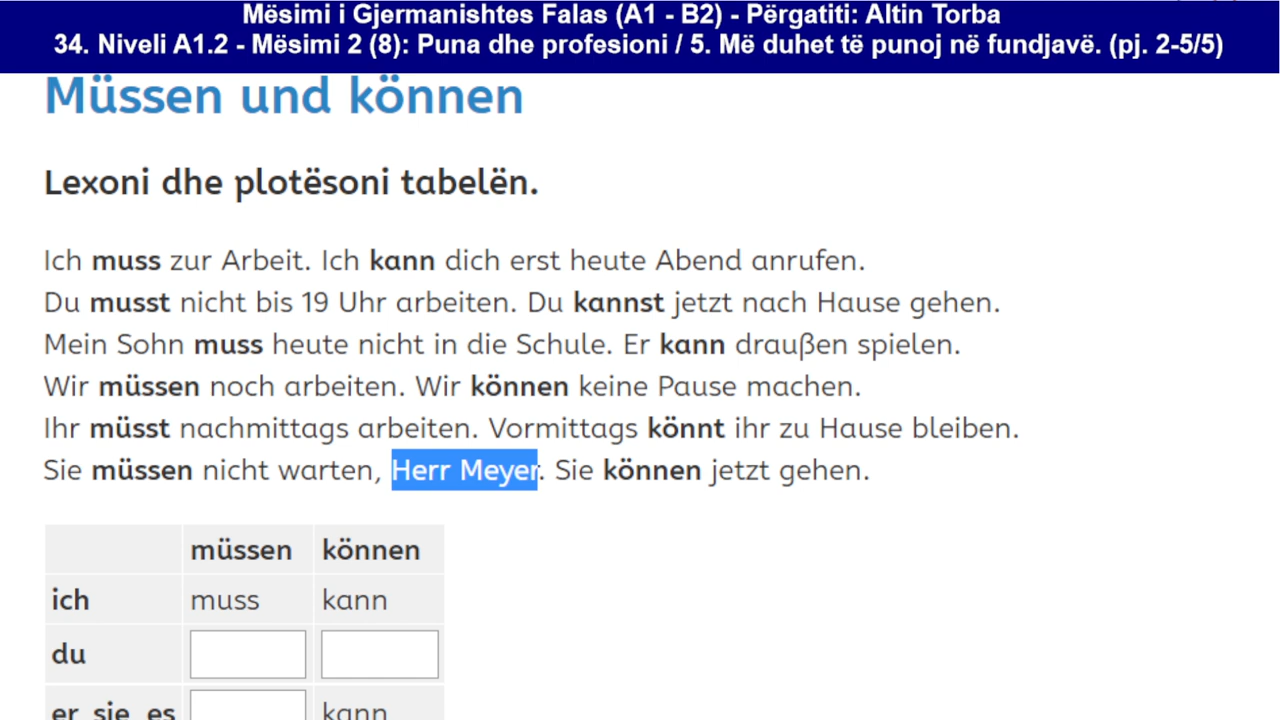 Mësimi i Gjermanishtes Falas (A1 - B2) - Përgatiti: Altin Torba
34. Niveli A1.2 - Mësimi 2 (8): Puna dhe profesioni / 5. Më duhet të punoj në fundjavë. (pj. 2-5/5)
Müssen und können
Lexoni dhe plotësoni tabelën.
Ich muss zur Arbeit. Ich kann dich erst heute Abend anrufen.
Du musst nicht bis 19 Uhr arbeiten. Du kannst jetzt nach Hause gehen.
Mein Sohn muss heute nicht in die Schule. Er kann draußen spielen.
Wir müssen noch arbeiten. Wir können keine Pause machen.
Ihr müsst nachmittags arbeiten. Vormittags könnt ihr zu Hause bleiben.
Sie müssen nicht warten, Herr Meyer. Sie können jetzt gehen.
müssen können
ich muss kann
du
er sie es kann